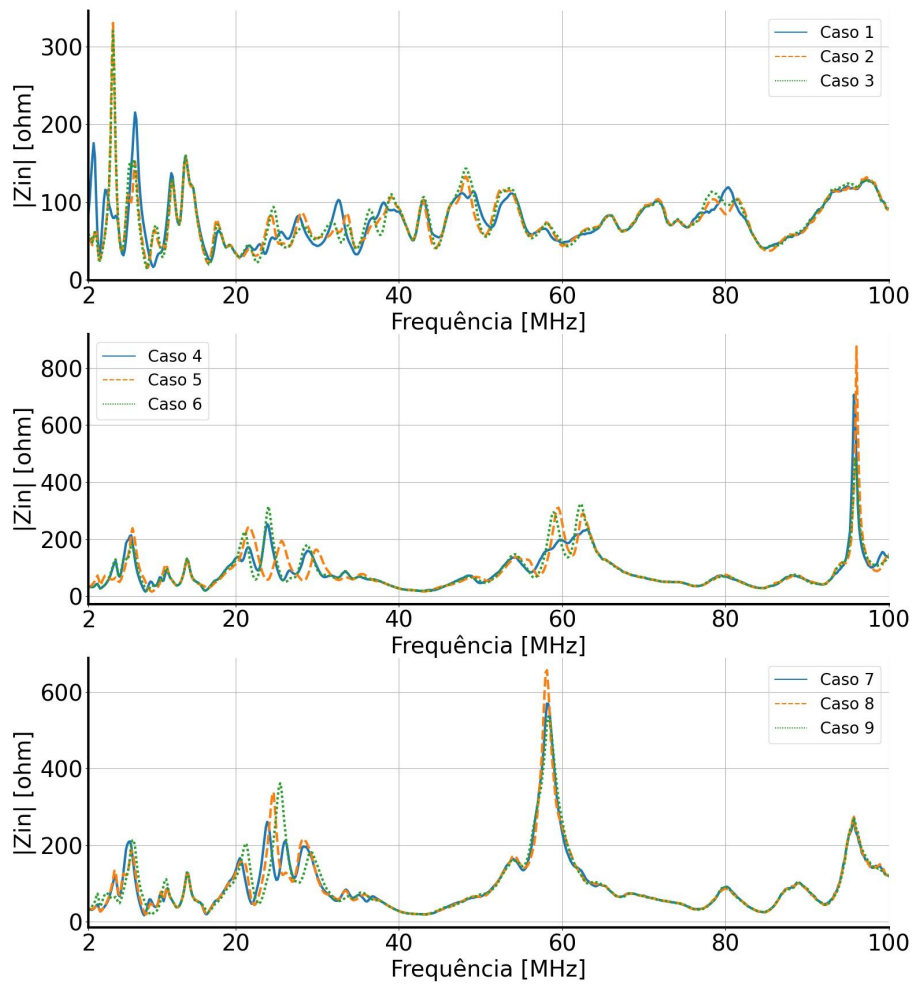 |Zin| [ohm]
300
200
100
0
Caso 1
Caso 2
Caso 3
2 20 40 60 80 100
Frequência [MHz]
|Zin| [ohm]
800
600
400
200
0
Caso 4
Caso 5
Caso 6
2 20 40 60 80 100
Frequência [MHz]
|Zin| [ohm]
600
400
200
0
Caso 7
Caso 8
Caso 9
2 20 40 60 80 100
Frequência [MHz]